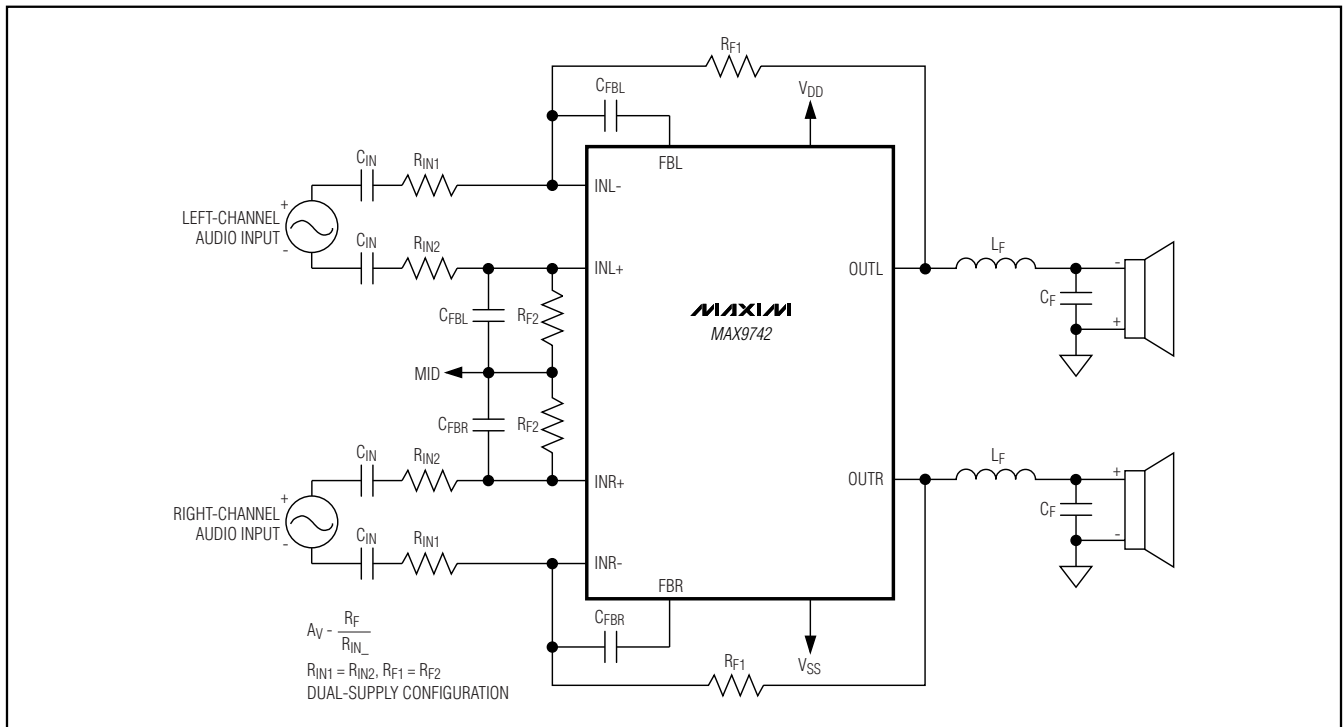 RF1
CFBL
VDD
FBL
CIN
RIN1
INL-
+
LEFT-CHANNEL
AUDIO INPUT
-
CIN
RIN2
INL+
OUTL
LF
-
CF
+
CFBL
RF2
MAXIM
MAX9742
MID
CFBR
RF2
CIN
RIN2
INR+
OUTR
LF
+
CF
-
+
RIGHT-CHANNEL
AUDIO INPUT
-
CIN
RIN1
INR-
FBR
CFBR
VSS
RF1
AV - RF
RIN_
RIN1 = RIN2, RF1 = RF2
DUAL-SUPPLY CONFIGURATION